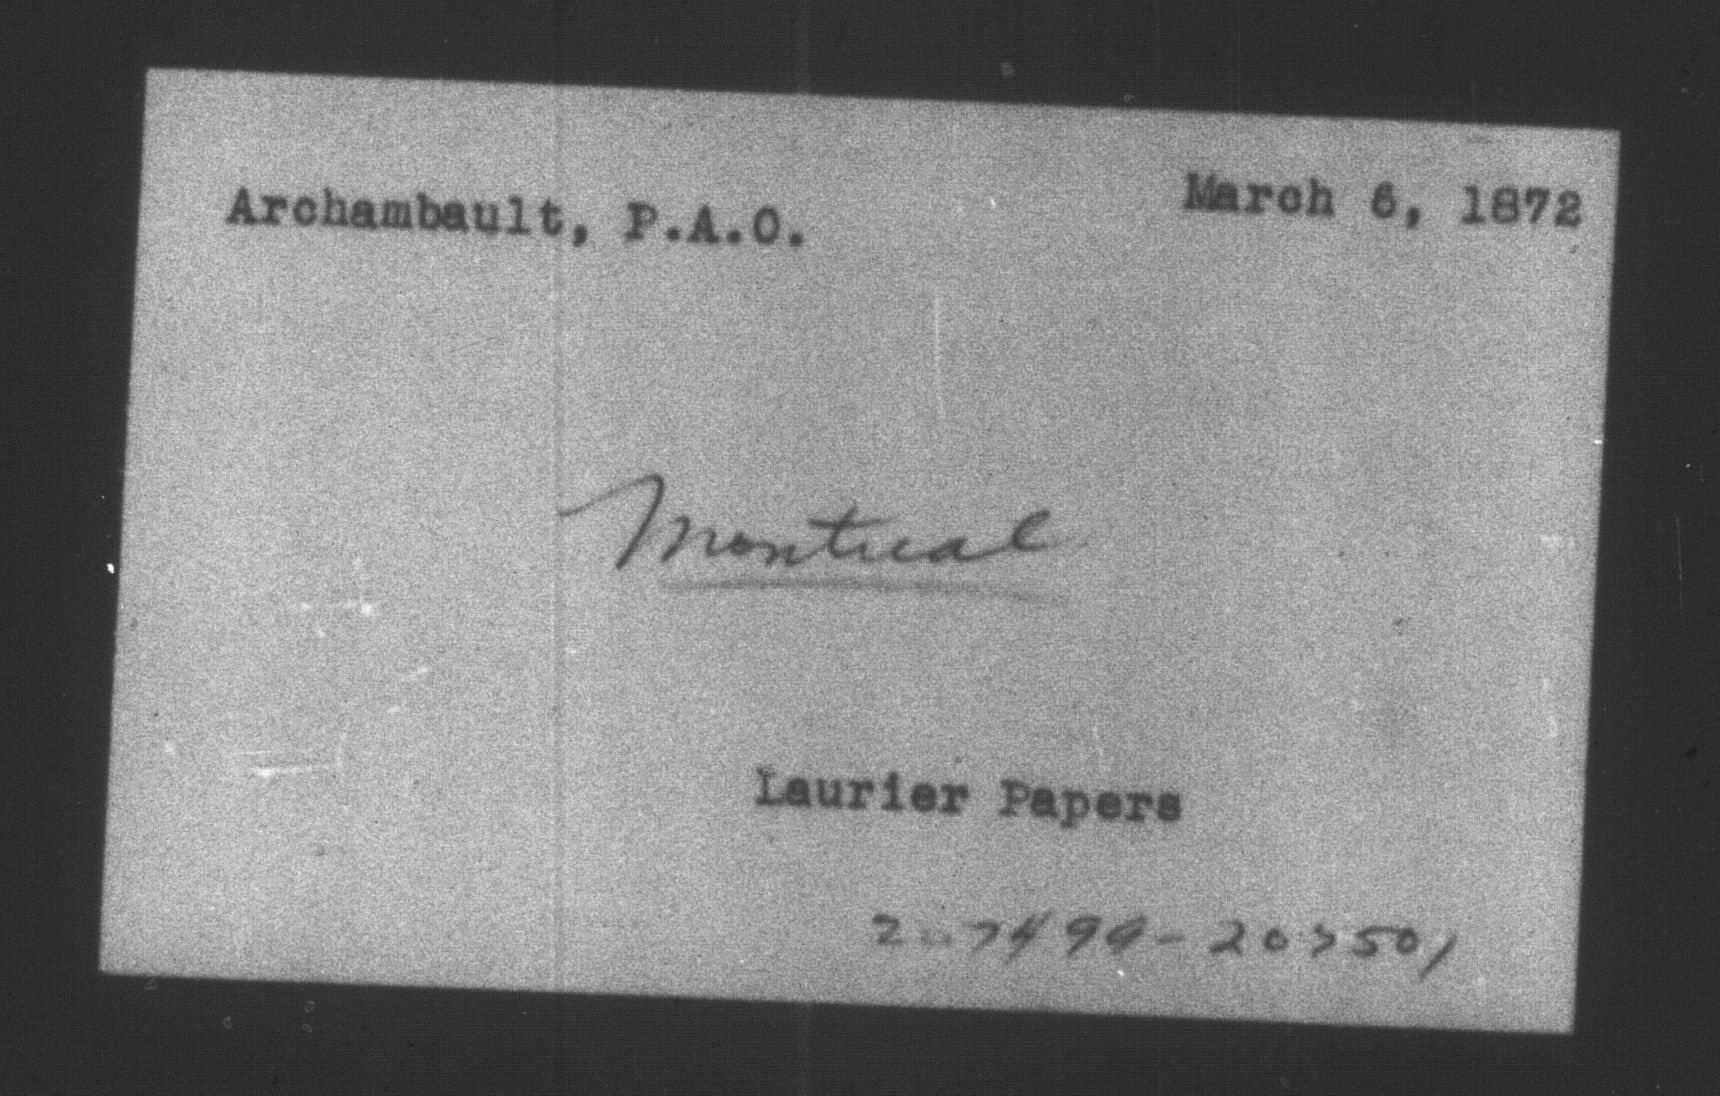 Archambault, P.A.O.
March 6, 1872
Montreal
Laurier Papers
207499-207501